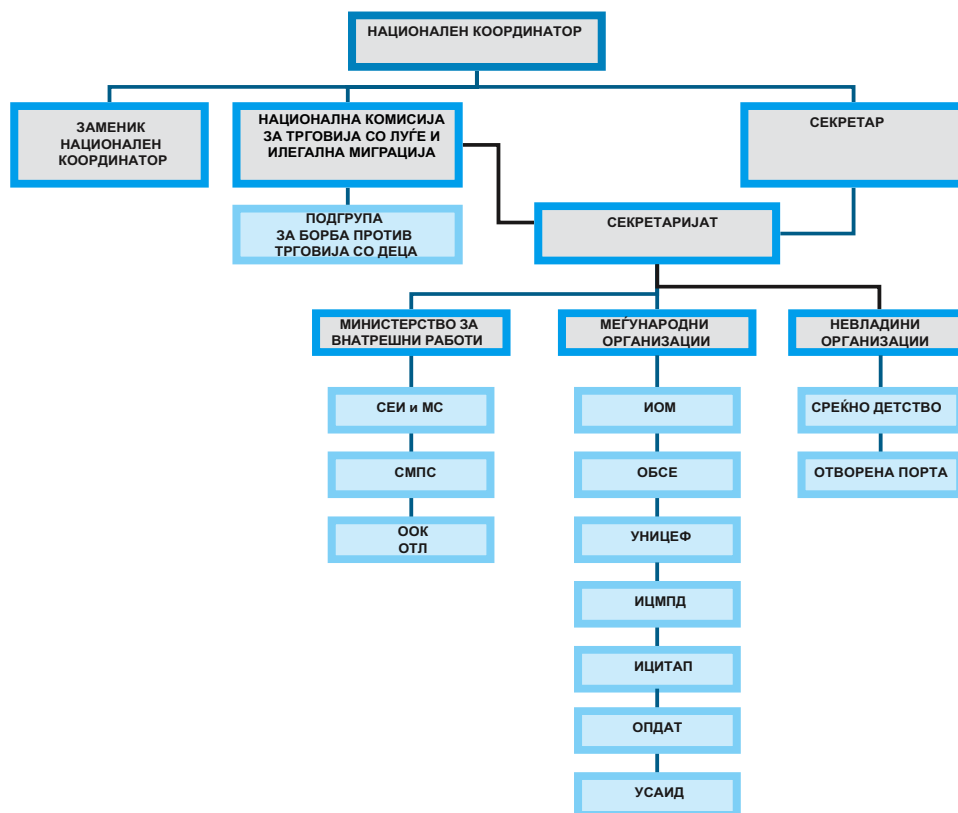 НАЦИОНАЛЕН КООРДИНАТОР
ЗАМЕНИК
НАЦИОНАЛЕН
КООРДИНАТОР
НАЦИОНАЛНА КОМИСИЈА
ЗА ТРГОВИЈА СО ЛУЃЕ И
ИЛЕГАЛНА МИГРАЦИЈА
СЕКРЕТАР
ПОДГРУПА
ЗА БОРБА ПРОТИВ
ТРГОВИЈА СО ДЕЦА
СЕКРЕТАРИЈАТ
МИНИСТЕРСТВО ЗА
ВНАТРЕШНИ РАБОТИ
МЕЃУНАРОДНИ
ОРГАНИЗАЦИИ
НЕВЛАДИНИ
ОРГАНИЗАЦИИ
СЕИ и МС
СМПС
ООК
ОТЛ
ИОМ
ОБСЕ
УНИЦЕФ
ИЦМПД
ИЦИТАП
ОПДАТ
УСАИД
СРЕЌНО ДЕТСТВО
ОТВОРЕНА ПОРТА